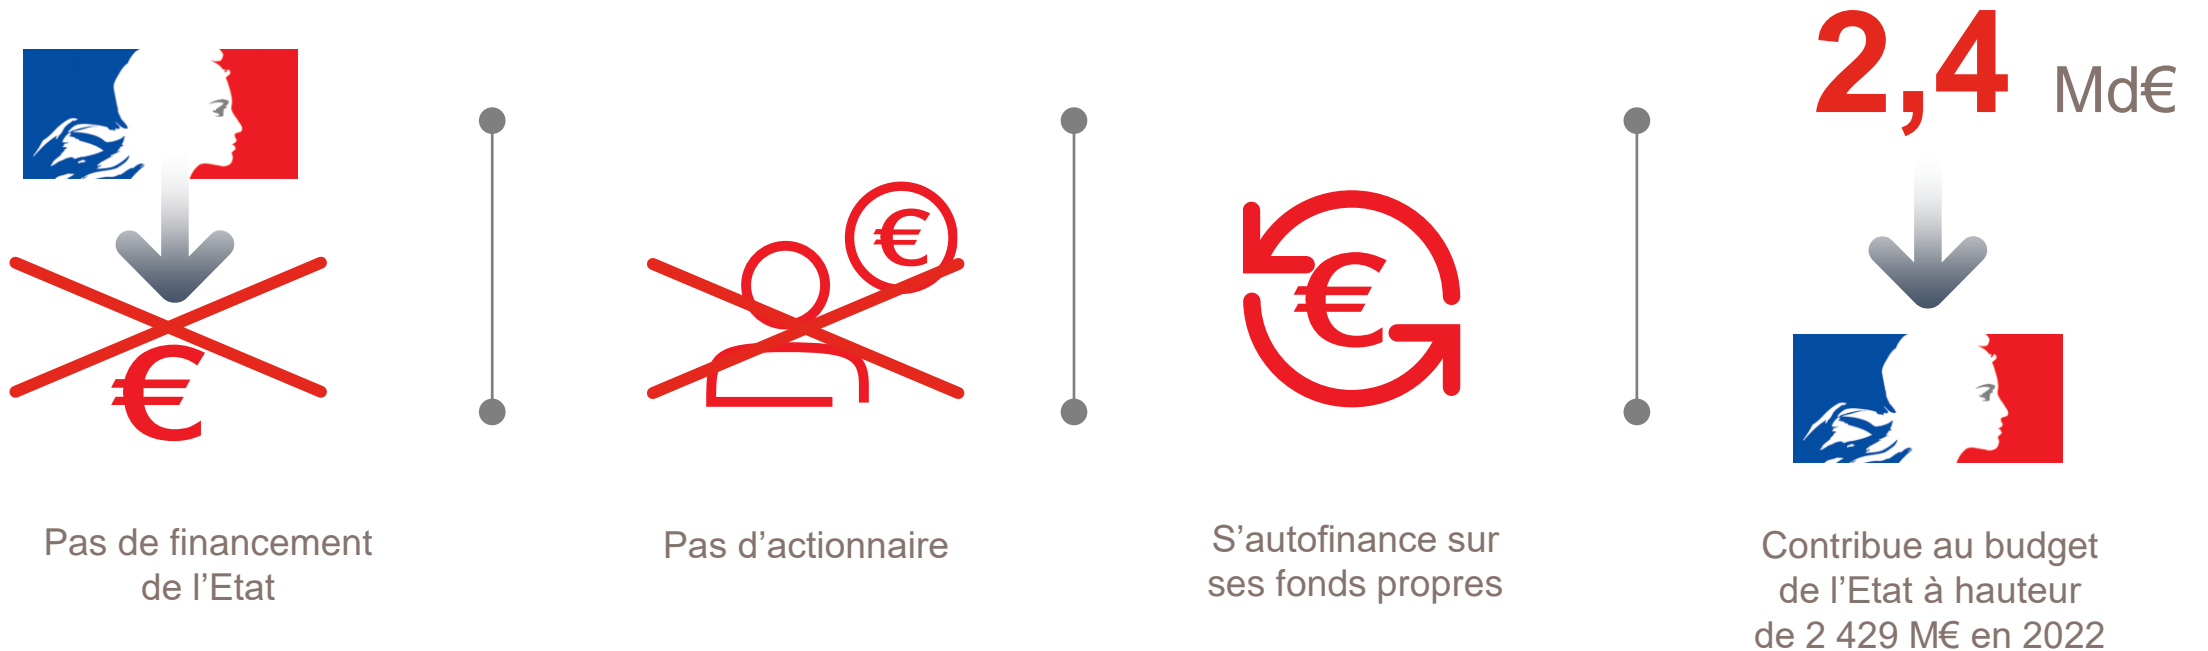 2,4 Md€
€
€
€
Pas de financement
de l’Etat
Pas d’actionnaire
S’autofinance sur
ses fonds propres
Contribue au budget
de l’Etat à hauteur
de 2 429 M€ en 2022